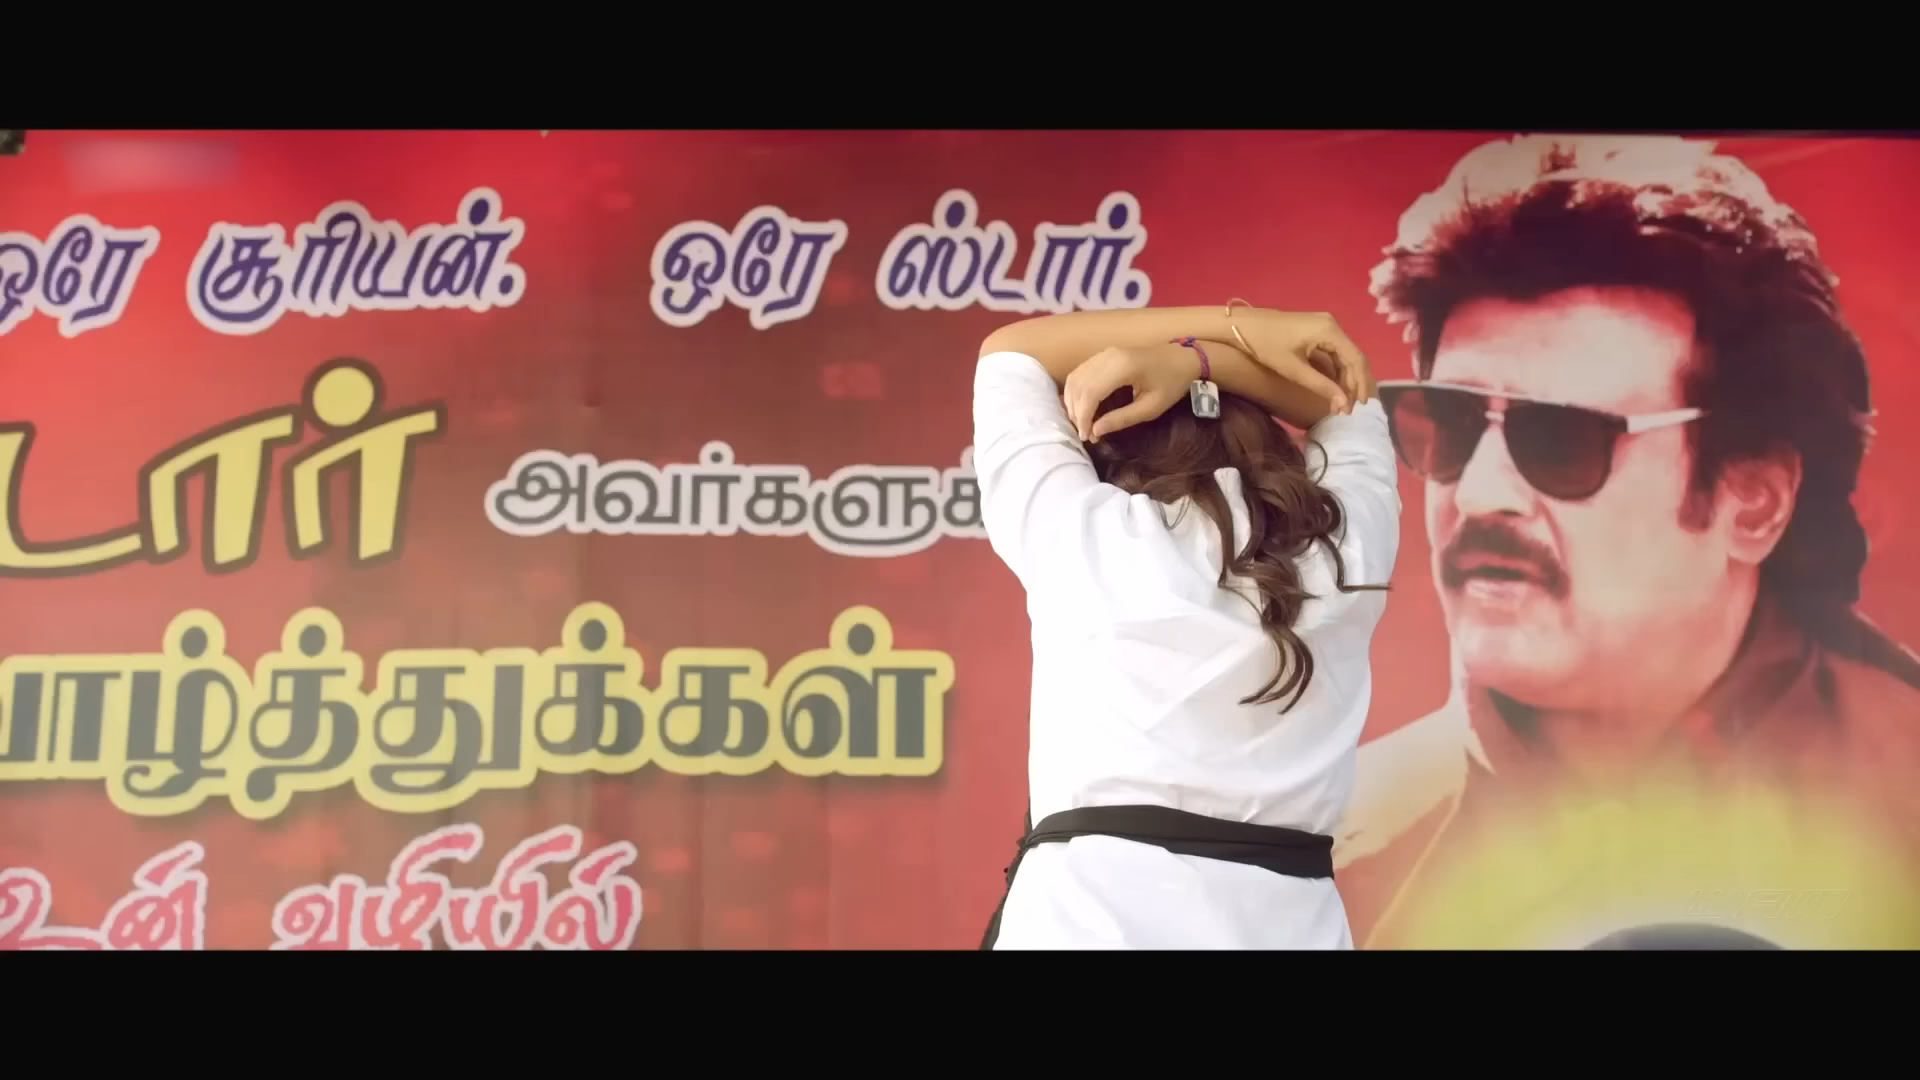 ஒரே சூரியன். ஒரே ஸ்டார்.
டார் அவர்களுக்
வாழ்த்துக்கள்
உன் வழியில்